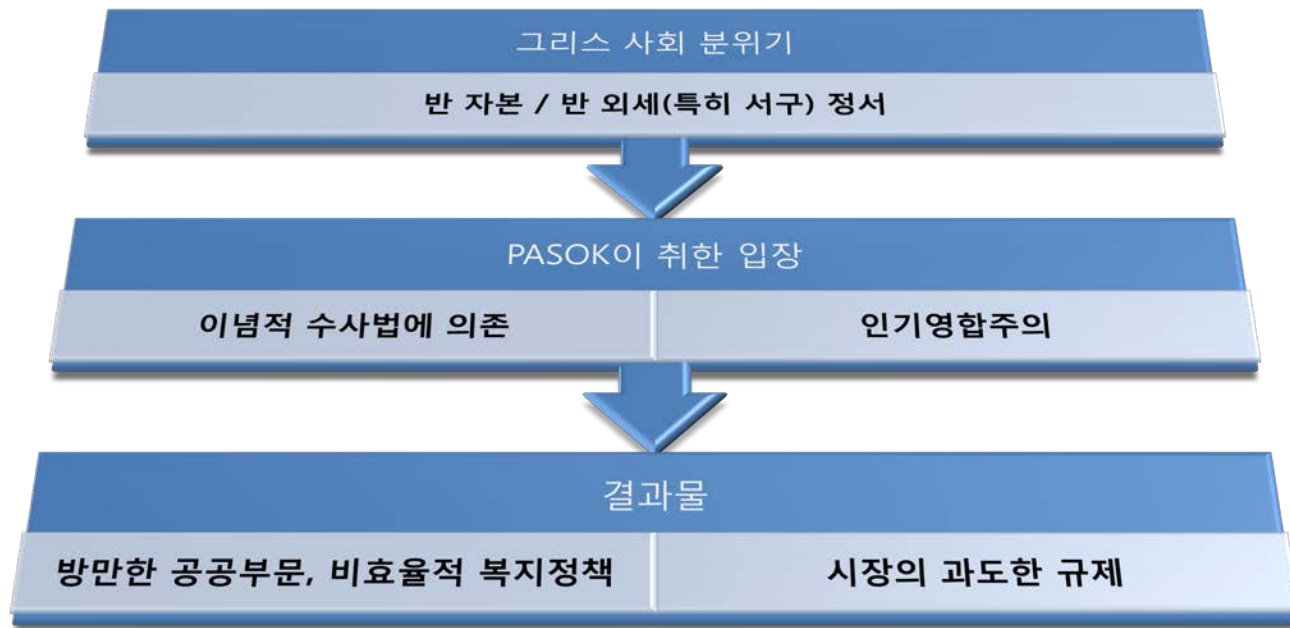 그리스 사회 분위기
반 자본 / 반 외세(특히 서구) 정서
PASOK이 취한 입장
이념적 수사법에 의존
인기영합주의
결과물
방만한 공공부문, 비효율적 복지정책
시장의 과도한 규제